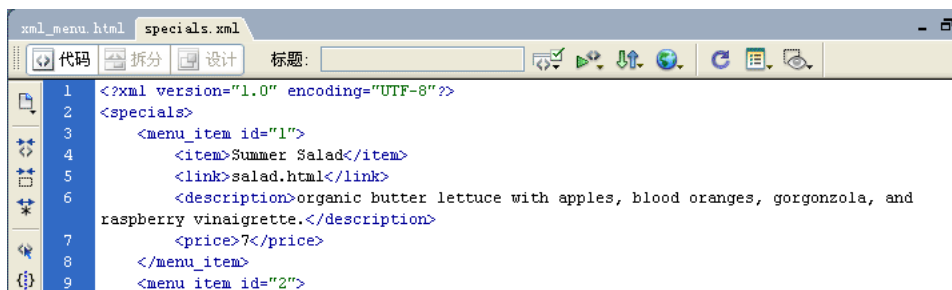 xml_menu.html specials.xml
代码 拆分 设计 标题:
1 <?xml version="1.0" encoding="UTF-8"?>
2 <specials>
3 <menu_item id="1">
4 <item>Summer Salad</item>
5 <link>salad.html</link>
6 <description>organic butter lettuce with apples, blood oranges, gorgonzola, and
raspberry vinaigrette.</description>
7 <price>7</price>
8 </menu_item>
9 <menu_item id="2">